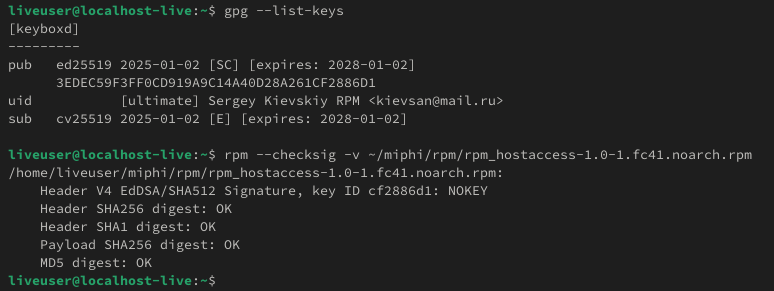 liveuser@localhost-live:~$ gpg --list-keys
[keyboxd]
---------
pub   ed25519 2025-01-02 [SC] [expires: 2028-01-02]
      3EDEC59F3FF0CD919A9C14A40D28A261CF2886D1
uid           [ultimate] Sergey Kievskiy RPM <kievsan@mail.ru>
sub   cv25519 2025-01-02 [E] [expires: 2028-01-02]
liveuser@localhost-live:~$ rpm --checksig -v ~/miphi/rpm/rpm_hostaccess-1.0-1.fc41.noarch.rpm
/home/liveuser/miphi/rpm/rpm_hostaccess-1.0-1.fc41.noarch.rpm:
    Header V4 EdDSA/SHA512 Signature, key ID cf2886d1: NOKEY
    Header SHA256 digest: OK
    Header SHA1 digest: OK
    Payload SHA256 digest: OK
    MD5 digest: OK
liveuser@localhost-live:~$